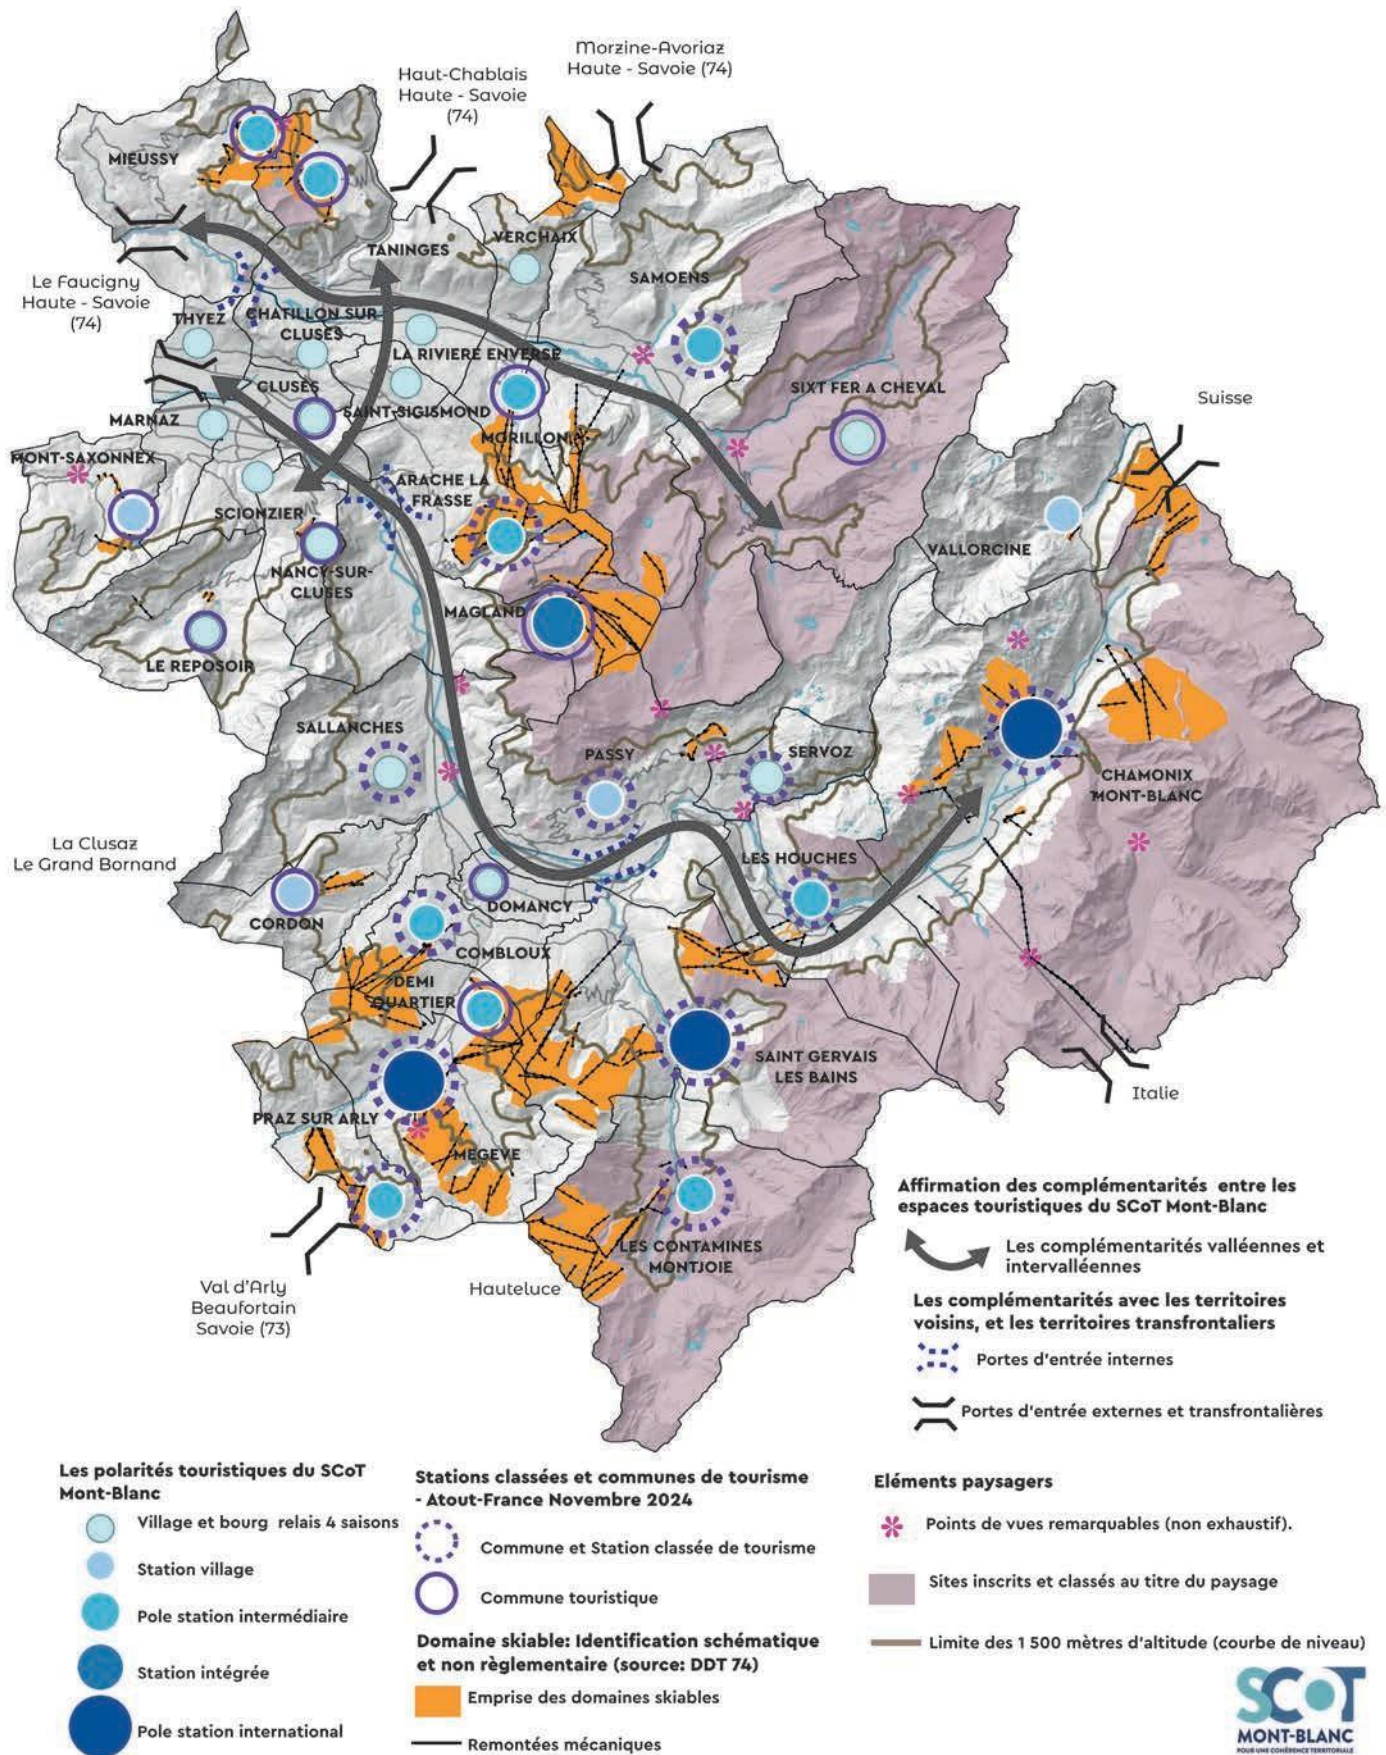 Morzine-Avoriaz
Haute - Savoie (74)
Haut-Chablais
Haute - Savoie
(74)
MIEUSSY
TANINGES
VERCHAIX
SAMOENS
Le Faucigny
Haute - Savoie
(74)
THYEZ
CHATILLON SUR
CLUSES
LA RIVIERE ENVERSE
CLUSES
SIXT FER A CHEVAL
Suisse
MARNAZ
SAINT-SIGISMOND
MORILLON
MONT-SAXONNEX
ARACHE LA
FRASSE
SCIONZIER
VALLORCINE
NANCY-SUR-
CLUSES
MAGLAND
LE REPOSOIR
SALLANCHES
PASSY
SERVOZ
CHAMONIX
MONT-BLANC
La Clusaz
Le Grand Bornand
LES HOUCHES
CORDON
DOMANCY
COMBLOUX
DEMI
QUARTIER
SAINT GERVAIS
LES BAINS
Italie
PRAZ SUR ARLY
MEGEVE
LES CONTAMINES
MONTJOIE
Val d'Arly
Beaufortain
Savoie (73)
Hauteluce
Affirmation des complémentarités entre les
espaces touristiques du SCoT Mont-Blanc
Les complémentarités valléennes et
intervalléennes
Les complémentarités avec les territoires
voisins, et les territoires transfrontaliers
Portes d'entrée internes
Portes d'entrée externes et transfrontalières
Les polarités touristiques du SCoT
Mont-Blanc
Village et bourg relais 4 saisons
Station village
Pole station intermédiaire
Station intégrée
Pole station international
Stations classées et communes de tourisme
- Atout-France Novembre 2024
Commune et Station classée de tourisme
Commune touristique
Domaine skiable: Identification schématique
et non règlementaire (source: DDT 74)
Emprise des domaines skiables
Remontées mécaniques
Eléments paysagers
Points de vues remarquables (non exhaustif).
Sites inscrits et classés au titre du paysage
Limite des 1 500 mètres d'altitude (courbe de niveau)
SCOT
MONT-BLANC
POUR UNE COHÉRENCE TERRITORIALE